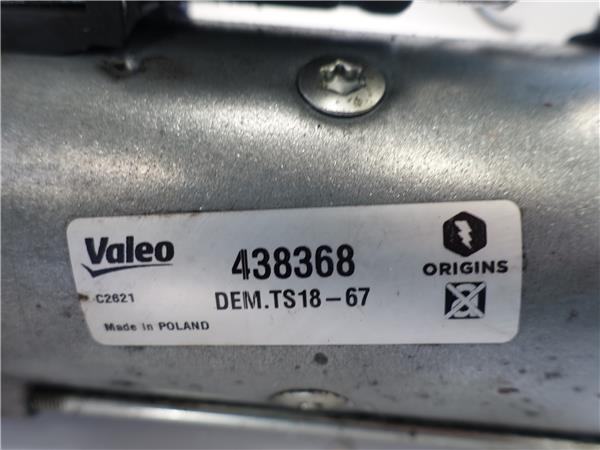 Valeo
438368
ORIGINS
C2621
DEM.TS18-67
Made in POLAND